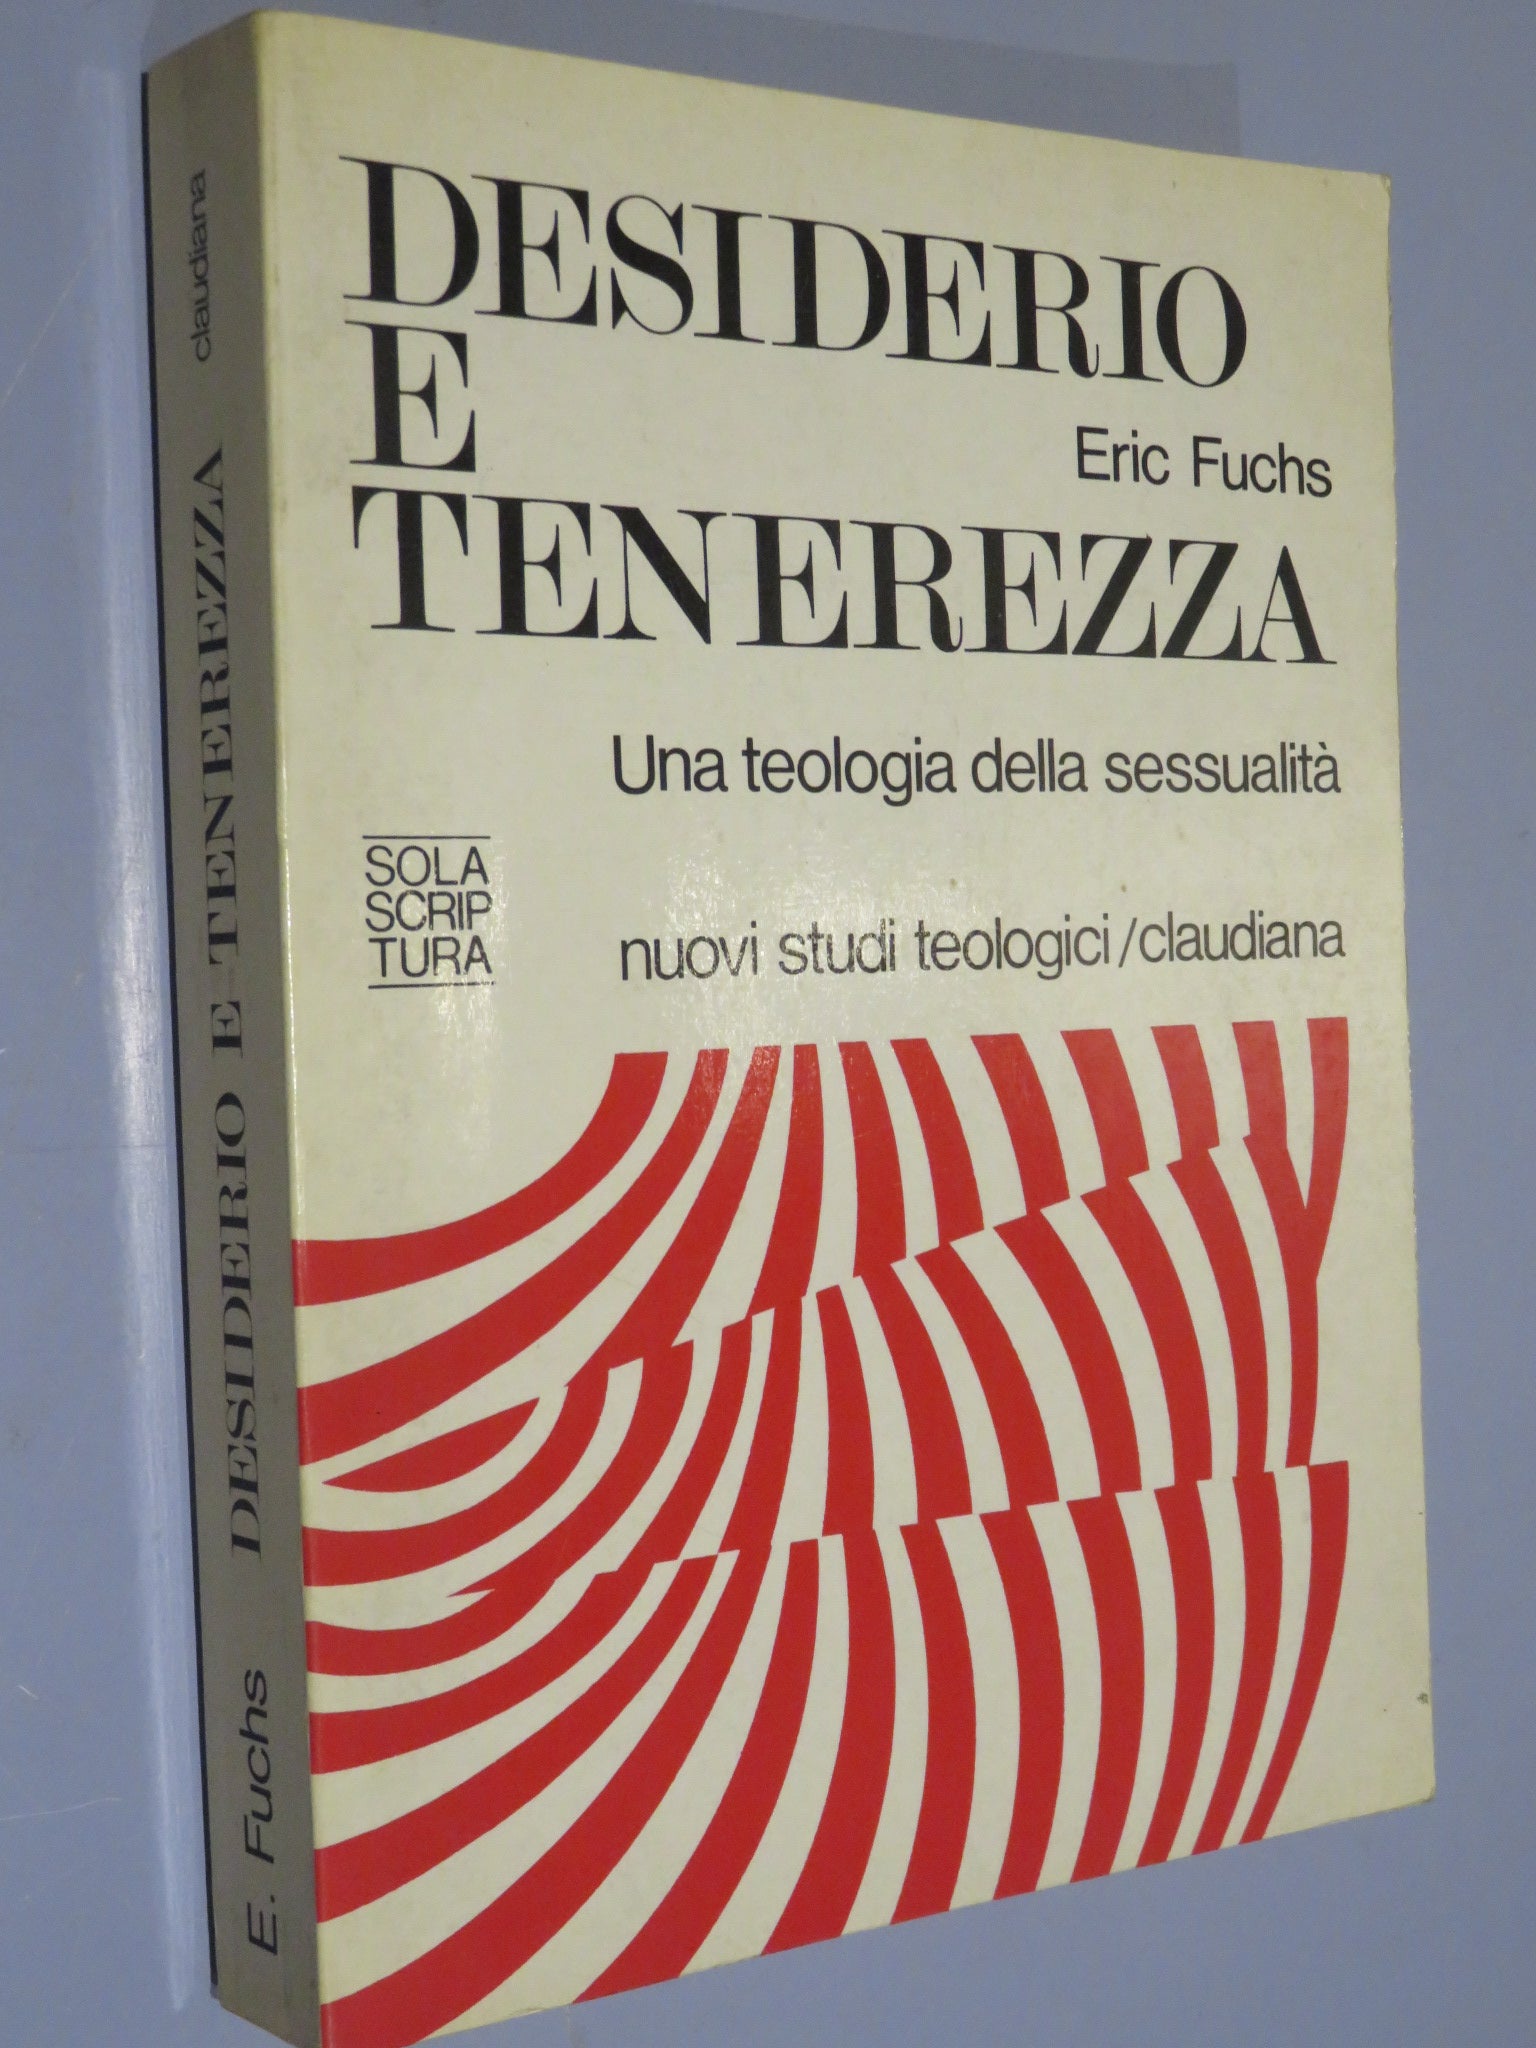 DESIDERIO
E
Eric Fuchs
TENEREZZA
Una teologia della sessualità
SOLA
SCRIP
TURA
nuovi studi teologici/claudiana
E. Fuchs DESIDERIO E TENEREZZA claudiana